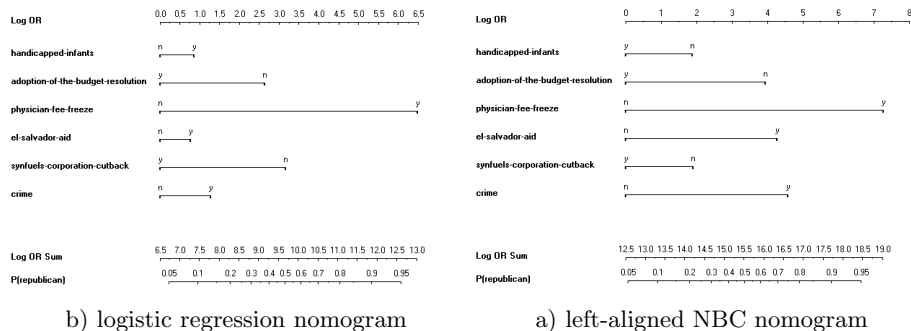 Log OR
0.0 0.5 1.0 1.5 2.0 2.5 3.0 3.5 4.0 4.5 5.0 5.5 6.0 6.5
n y
handicapped-infants
y n
adoption-of-the-budget-resolution
n y
physician-fee-freeze
n y
el-salvador-aid
y n
synfuels-corporation-cutback
n y
crime
6.5 7.0 7.5 8.0 8.5 9.0 9.5 10.0 10.5 11.0 11.5 12.0 12.5 13.0
Log OR Sum
P(republican)
0.05 0.1 0.2 0.3 0.4 0.5 0.6 0.7 0.8 0.9 0.95
b) logistic regression nomogram
Log OR
0 1 2 3 4 5 6 7 8
y n
handicapped-infants
y n
adoption-of-the-budget-resolution
n y
physician-fee-freeze
n y
el-salvador-aid
y n
synfuels-corporation-cutback
n y
crime
12.5 13.0 13.5 14.0 14.5 15.0 15.5 16.0 16.5 17.0 17.5 18.0 18.5 19.0
Log OR Sum
P(republican)
0.05 0.1 0.2 0.3 0.4 0.5 0.6 0.7 0.8 0.9 0.95
a) left-aligned NBC nomogram